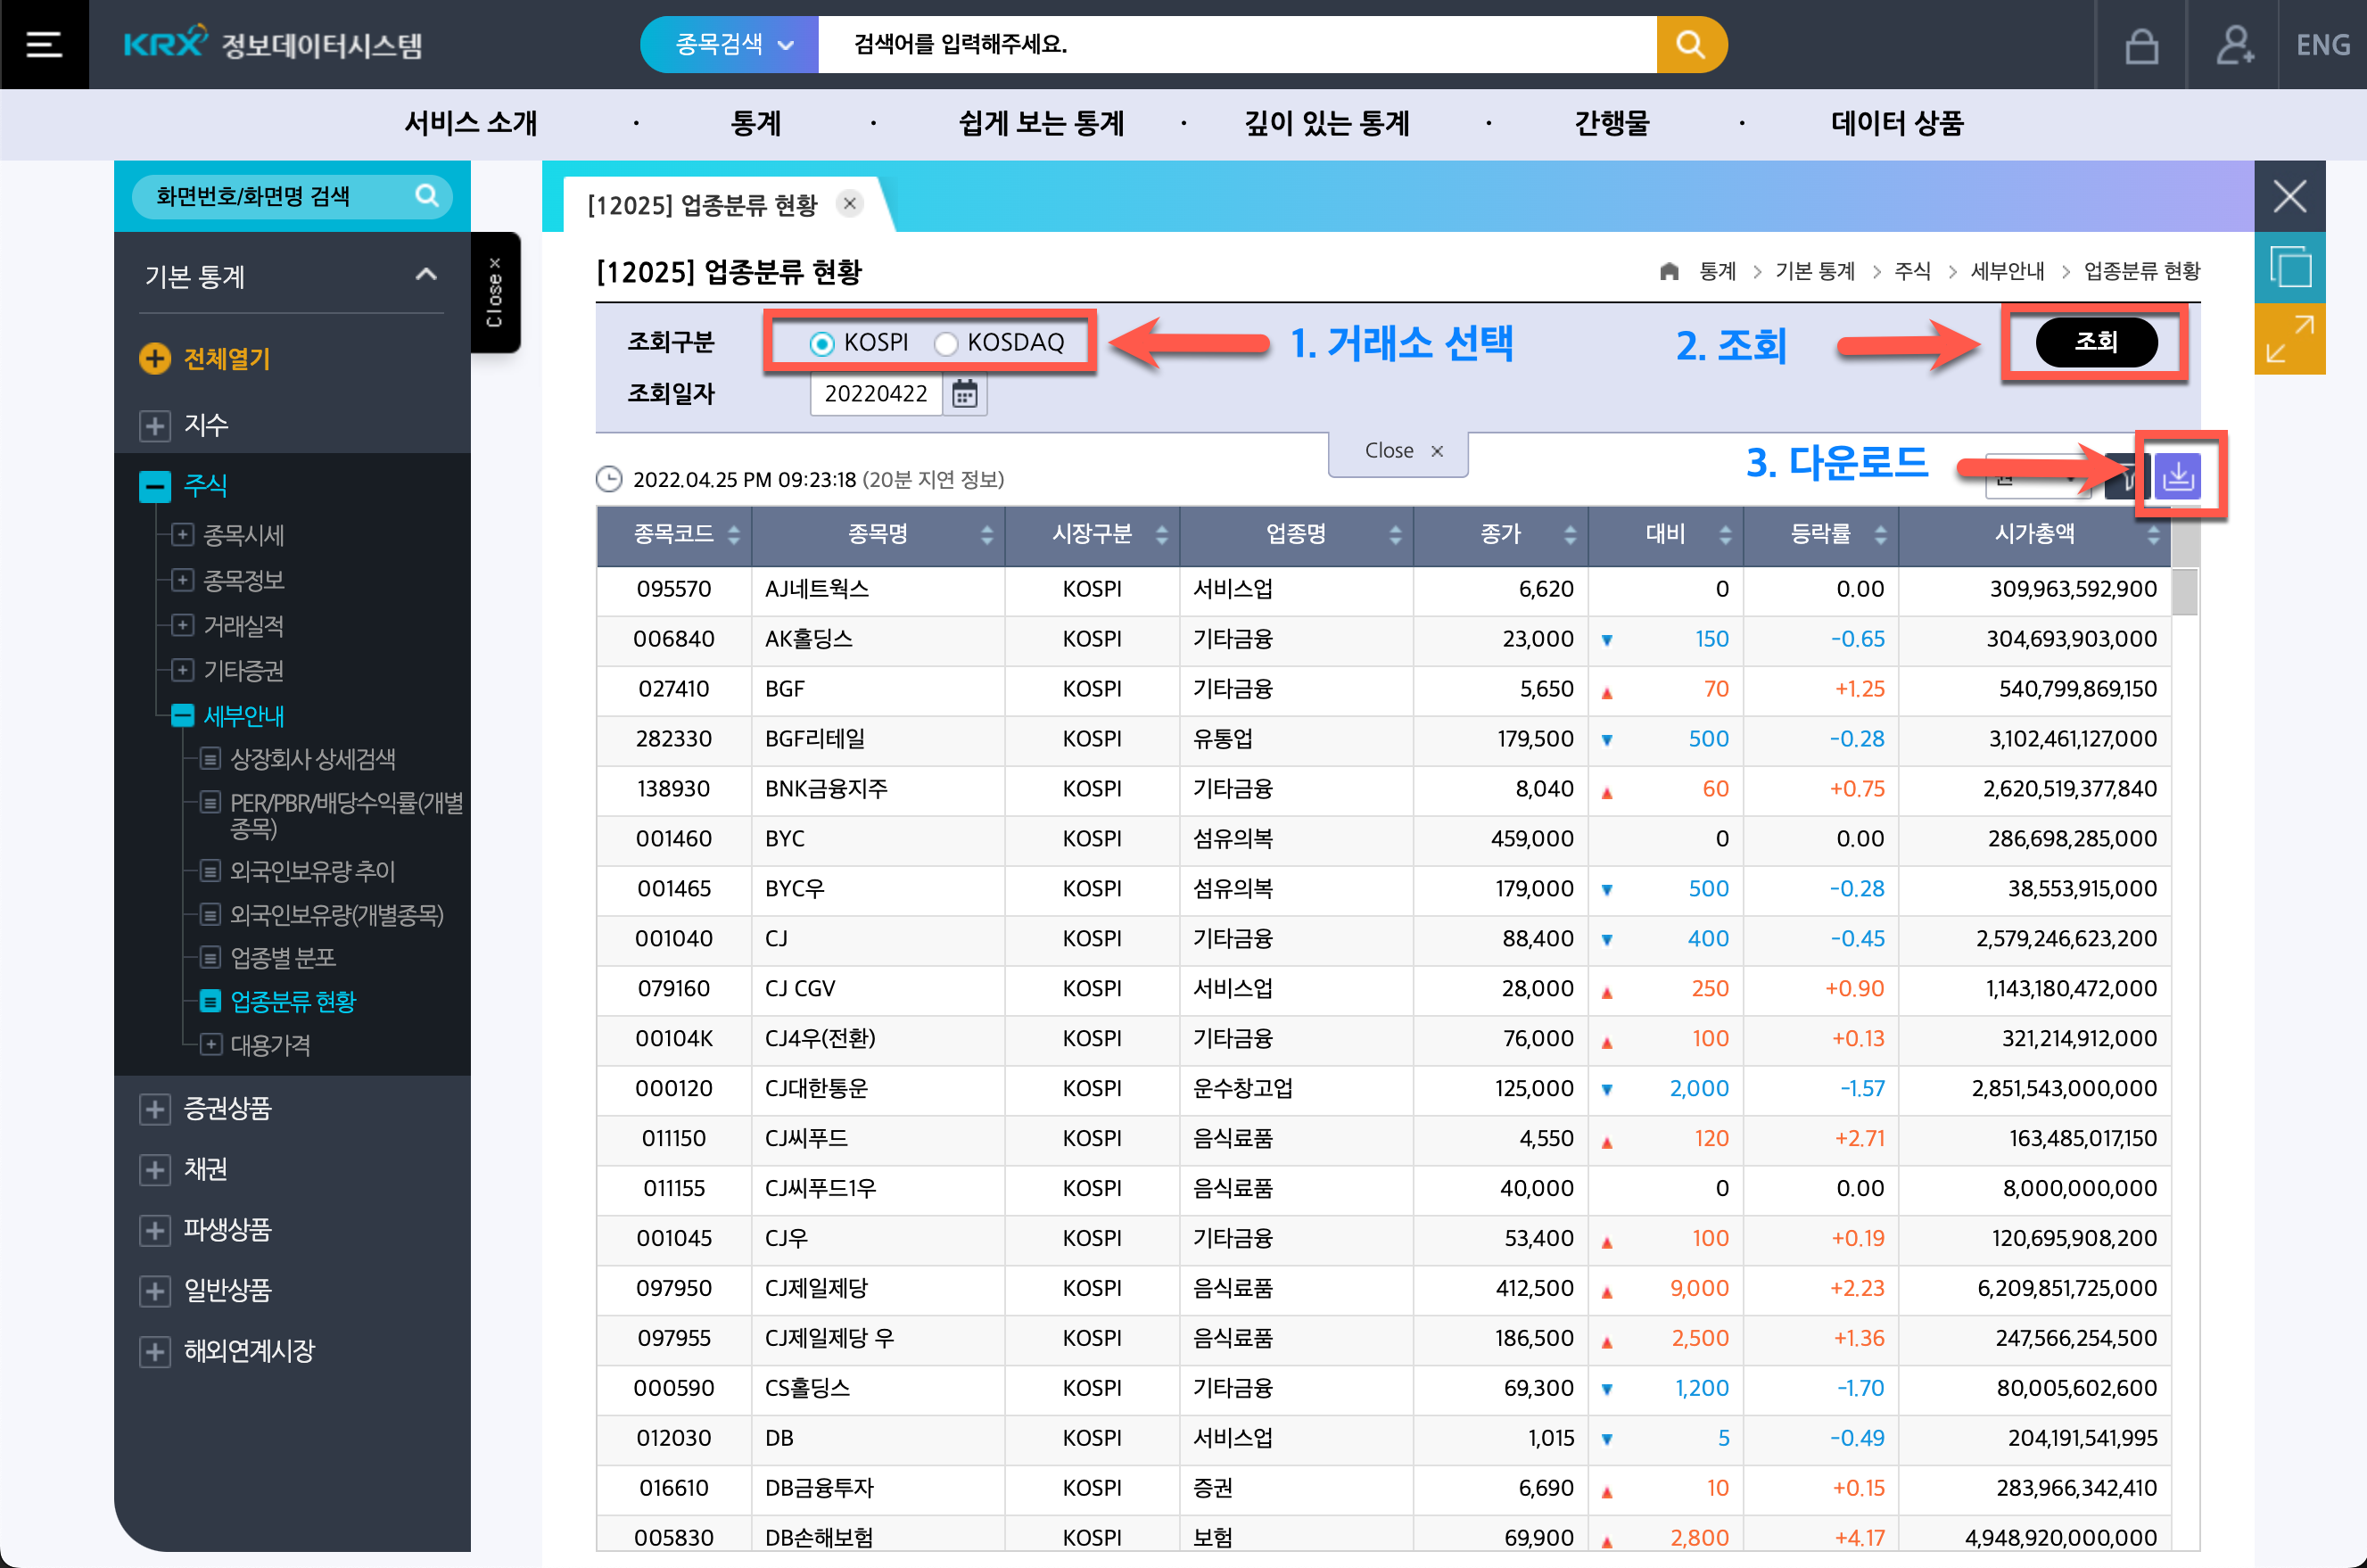 KRX 정보데이터시스템
종목검색
검색어를 입력해주세요.
ENG
서비스 소개 · 통계 · 쉽게 보는 통계 · 깊이 있는 통계 · 간행물 · 데이터 상품
화면번호/화면명 검색
기본 통계
전체열기
지수
주식
종목시세
종목정보
거래실적
기타증권
세부안내
상장회사 상세검색
PER/PBR/배당수익률(개별
종목)
외국인보유량 추이
외국인보유량(개별종목)
업종별 분포
업종분류 현황
대용가격
증권상품
채권
파생상품
일반상품
해외연계시장
Close ×
[12025] 업종분류 현황 ×
[12025] 업종분류 현황
통계 > 기본 통계 > 주식 > 세부안내 > 업종분류 현황
조회구분 KOSPI KOSDAQ 1. 거래소 선택 2. 조회 조회
조회일자 20220422
Close ×
3. 다운로드
2022.04.25 PM 09:23:18 (20분 지연 정보)
종목코드 종목명 시장구분 업종명 종가 대비 등락률 시가총액
095570 AJ네트웍스 KOSPI 서비스업 6,620 0 0.00 309,963,592,900
006840 AK홀딩스 KOSPI 기타금융 23,000 ▼ 150 -0.65 304,693,903,000
027410 BGF KOSPI 기타금융 5,650 ▲ 70 +1.25 540,799,869,150
282330 BGF리테일 KOSPI 유통업 179,500 ▼ 500 -0.28 3,102,461,127,000
138930 BNK금융지주 KOSPI 기타금융 8,040 ▲ 60 +0.75 2,620,519,377,840
001460 BYC KOSPI 섬유의복 459,000 0 0.00 286,698,285,000
001465 BYC우 KOSPI 섬유의복 179,000 ▼ 500 -0.28 38,553,915,000
001040 CJ KOSPI 기타금융 88,400 ▼ 400 -0.45 2,579,246,623,200
079160 CJ CGV KOSPI 서비스업 28,000 ▲ 250 +0.90 1,143,180,472,000
00104K CJ4우(전환) KOSPI 기타금융 76,000 ▲ 100 +0.13 321,214,912,000
000120 CJ대한통운 KOSPI 운수창고업 125,000 ▼ 2,000 -1.57 2,851,543,000,000
011150 CJ씨푸드 KOSPI 음식료품 4,550 ▲ 120 +2.71 163,485,017,150
011155 CJ씨푸드1우 KOSPI 음식료품 40,000 0 0.00 8,000,000,000
001045 CJ우 KOSPI 기타금융 53,400 ▲ 100 +0.19 120,695,908,200
097950 CJ제일제당 KOSPI 음식료품 412,500 ▲ 9,000 +2.23 6,209,851,725,000
097955 CJ제일제당 우 KOSPI 음식료품 186,500 ▲ 2,500 +1.36 247,566,254,500
000590 CS홀딩스 KOSPI 기타금융 69,300 ▼ 1,200 -1.70 80,005,602,600
012030 DB KOSPI 서비스업 1,015 ▼ 5 -0.49 204,191,541,995
016610 DB금융투자 KOSPI 증권 6,690 ▲ 10 +0.15 283,966,342,410
005830 DB손해보험 KOSPI 보험 69,900 ▲ 2,800 +4.17 4,948,920,000,000